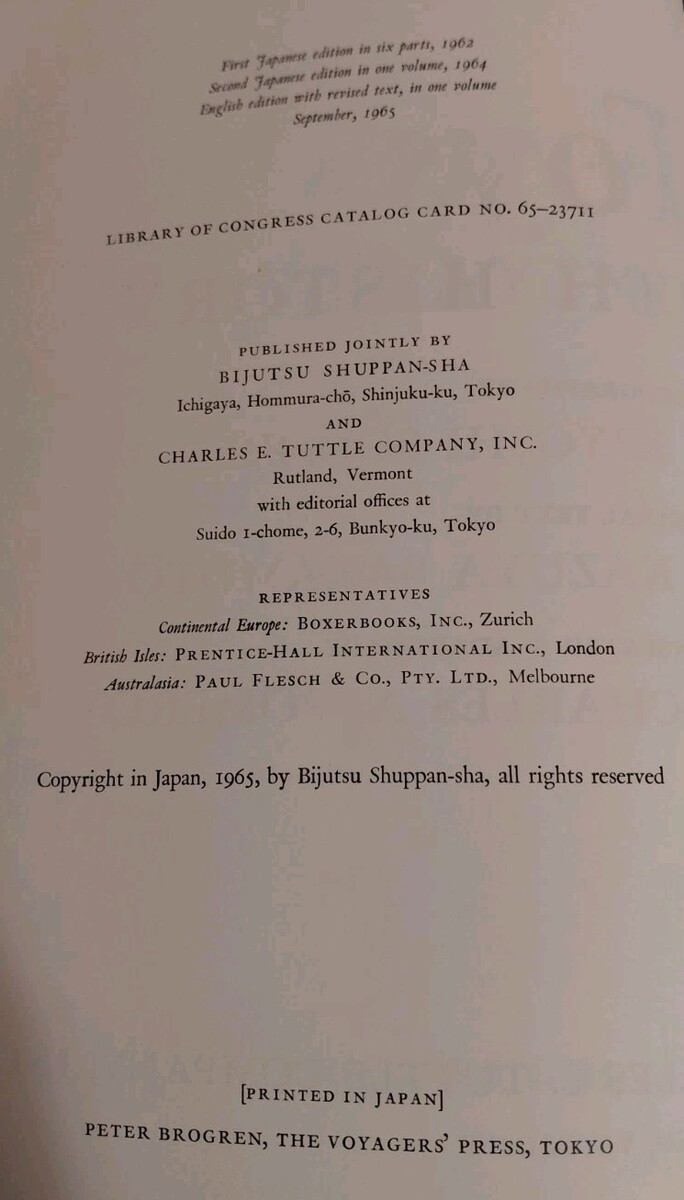 First Japanese edition in six parts, 1962
Second Japanese edition in one volume, 1964
English edition with revised text, in one volume
September, 1965
LIBRARY OF CONGRESS CATALOG CARD NO. 65–23711
PUBLISHED JOINTLY BY
BIJUTSU SHUPPAN-SHA
Ichigaya, Hommura-chō, Shinjuku-ku, Tokyo
AND
CHARLES E. TUTTLE COMPANY, INC.
Rutland, Vermont
with editorial offices at
Suido 1-chome, 2-6, Bunkyo-ku, Tokyo
REPRESENTATIVES
Continental Europe: BOXERBOOKS, INC., Zurich
British Isles: PRENTICE-HALL INTERNATIONAL INC., London
Australasia: PAUL FLESCH & CO., PTY. LTD., Melbourne
Copyright in Japan, 1965, by Bijutsu Shuppan-sha, all rights reserved
[PRINTED IN JAPAN]
PETER BROGREN, THE VOYAGERS' PRESS, TOKYO